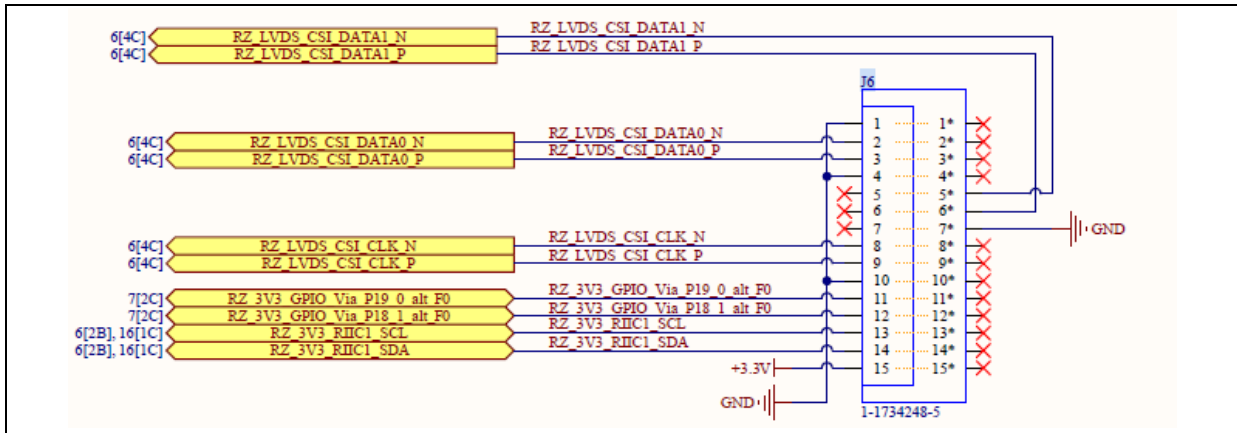 RZ_LVDS_CSI_DATA1_N
6[4C] RZ_LVDS_CSI_DATA1_N
RZ_LVDS_CSI_DATA1_P
6[4C] RZ_LVDS_CSI_DATA1_P
J6
1 1*
RZ_LVDS_CSI_DATA0_N
6[4C] RZ_LVDS_CSI_DATA0_N 2 2*
RZ_LVDS_CSI_DATA0_P
6[4C] RZ_LVDS_CSI_DATA0_P 3 3*
4 4*
5 5*
6 6*
7 7* GND
RZ_LVDS_CSI_CLK_N
6[4C] RZ_LVDS_CSI_CLK_N 8 8*
RZ_LVDS_CSI_CLK_P
6[4C] RZ_LVDS_CSI_CLK_P 9 9*
10 10*
RZ_3V3_GPIO_Via_P19_0_alt_F0
7[2C] RZ_3V3_GPIO_Via_P19_0_alt_F0 11 11*
RZ_3V3_GPIO_Via_P18_1_alt_F0
7[2C] RZ_3V3_GPIO_Via_P18_1_alt_F0 12 12*
RZ_3V3_RIIC1_SCL
6[2B], 16[1C] RZ_3V3_RIIC1_SCL 13 13*
RZ_3V3_RIIC1_SDA
6[2B], 16[1C] RZ_3V3_RIIC1_SDA 14 14*
+3.3V 15 15*
GND
1-1734248-5